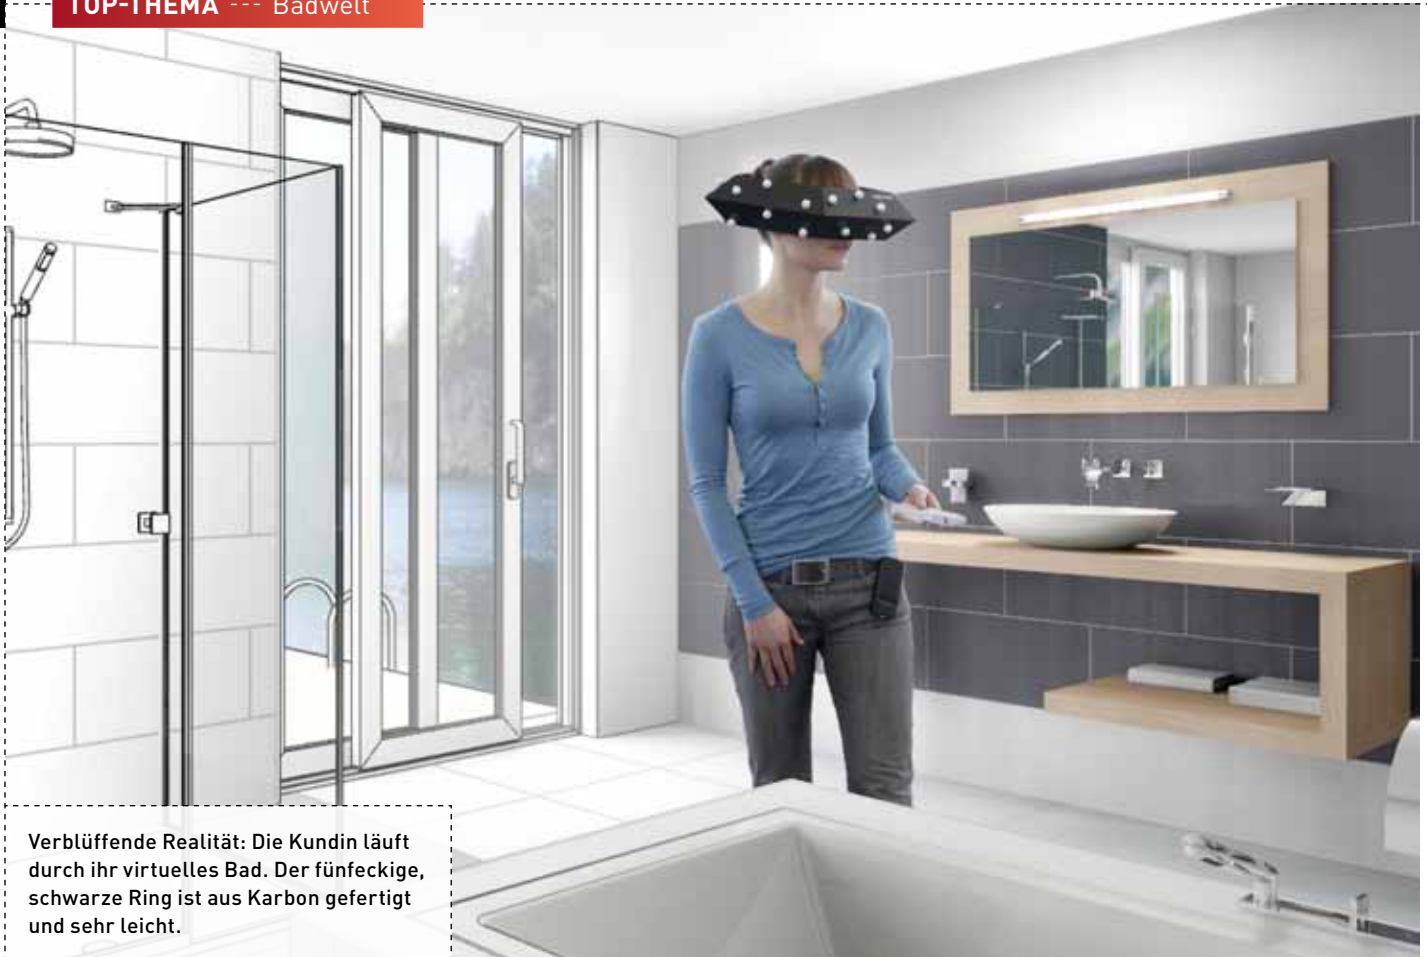 TOP-THEMA --- Badwelt
Verblüffende Realität: Die Kundin läuft
durch ihr virtuelles Bad. Der fünfeckige,
schwarze Ring ist aus Karbon gefertigt
und sehr leicht.